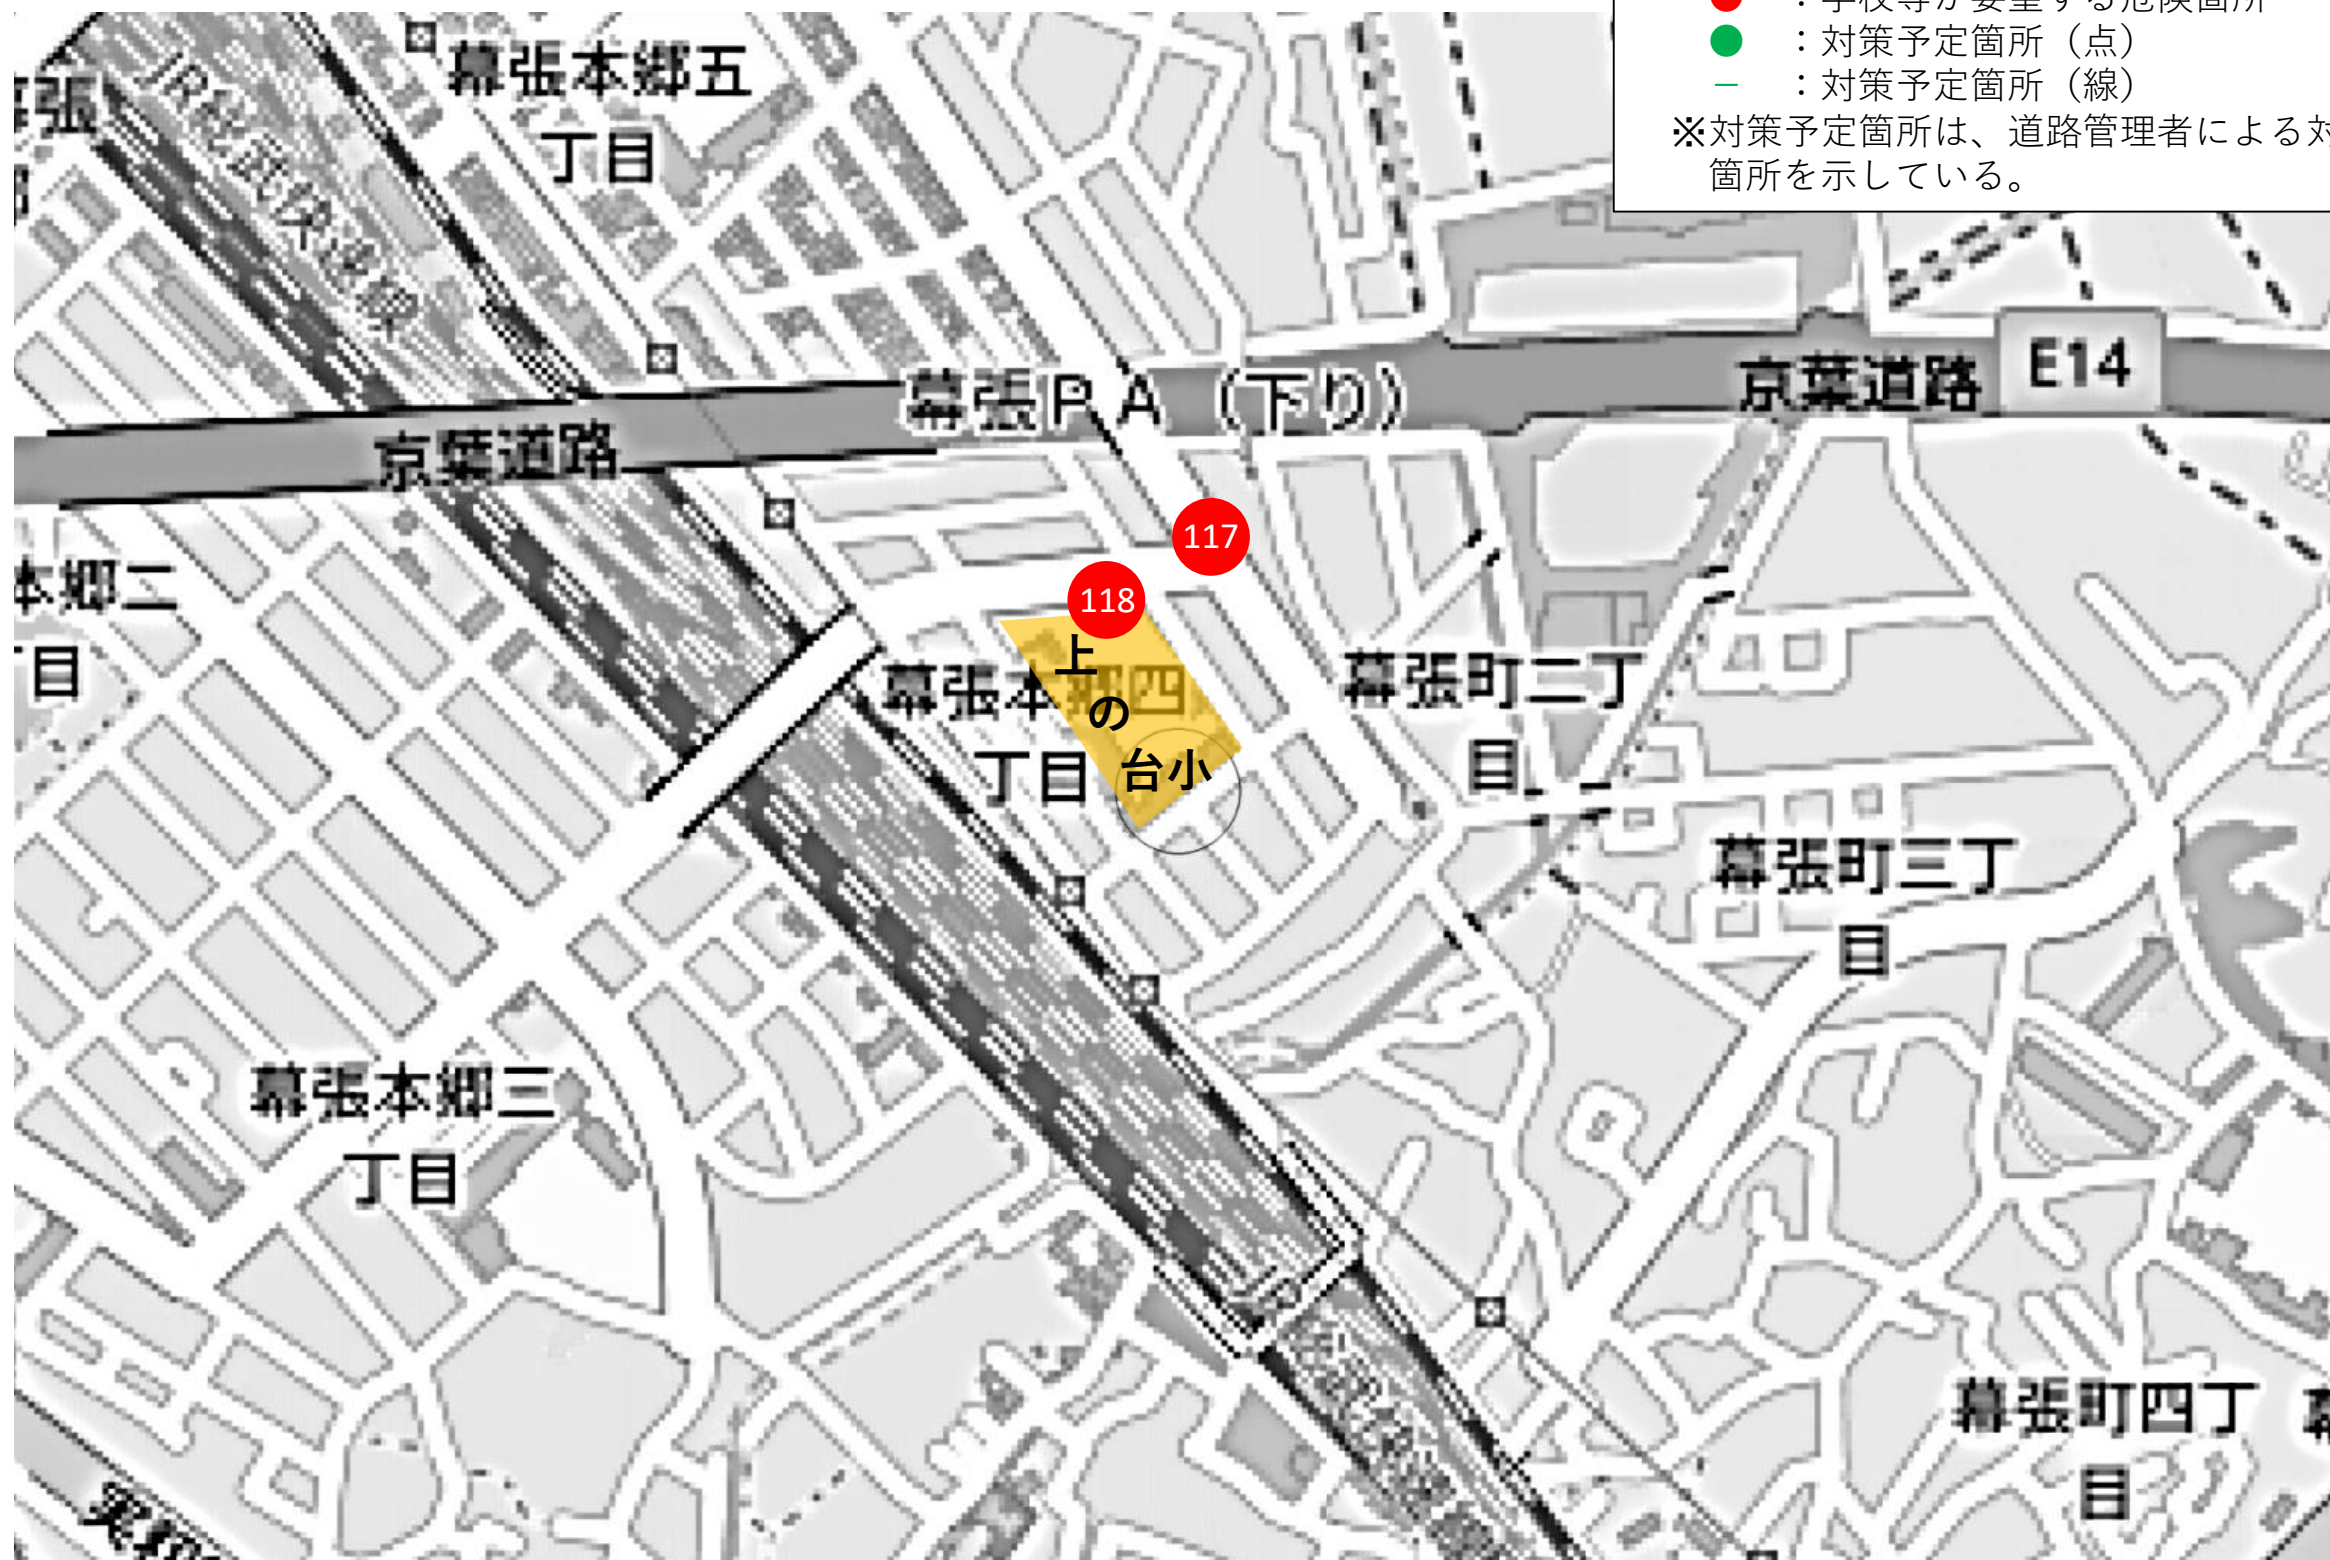 ：学校等が要望する危険箇所
：対策予定箇所（点）
：対策予定箇所（線）
※対策予定箇所は、道路管理者による対
箇所を示している。
幕張本郷五
丁目
JR総武本線
幕張PA（下り）
京葉道路
E14
京葉道路
117
118
本郷二
丁目
上
の
台小
幕張本郷四
丁目
幕張町二丁
目
幕張町三丁
目
幕張本郷三
丁目
幕張町四丁
目